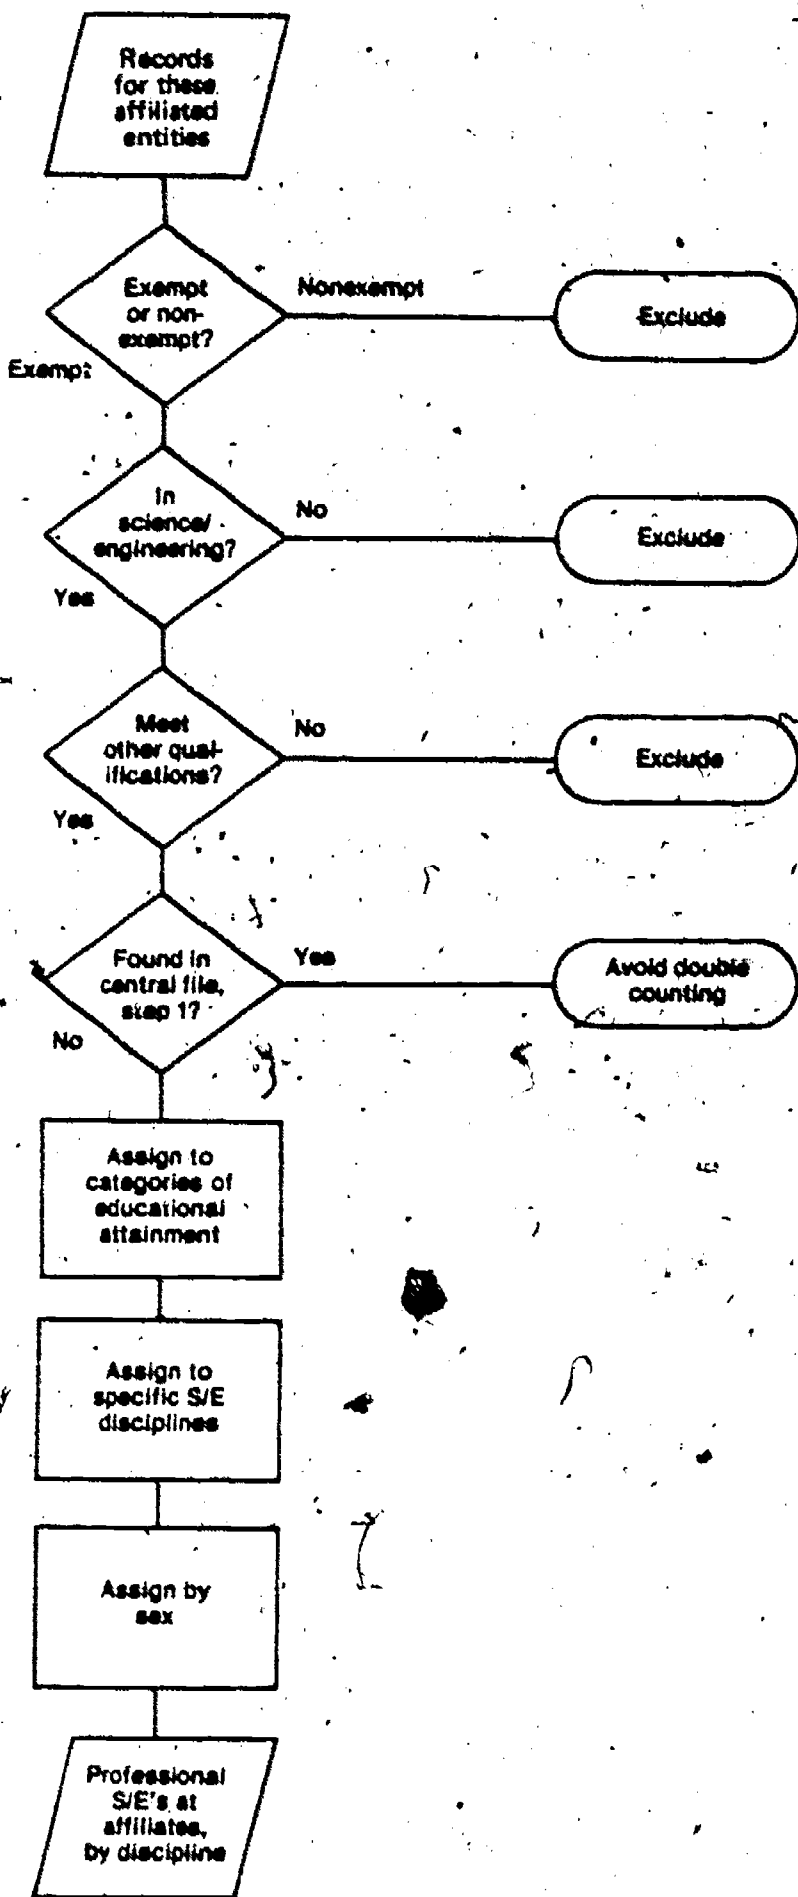 Records
for these
affiliated
entities
Exempt
or non-
exempt?
Nonexempt
Exclude
Exempt
In
science/
engineering?
No
Exclude
Yes
Meet
other qual-
ifications?
No
Exclude
Yes
Found in
central file,
step 1?
Yes
Avoid double
counting
No
Assign to
categories of
educational
attainment
Assign to
specific S/E
disciplines
Assign by
sex
Professional
S/E's at
affiliates,
by discipline